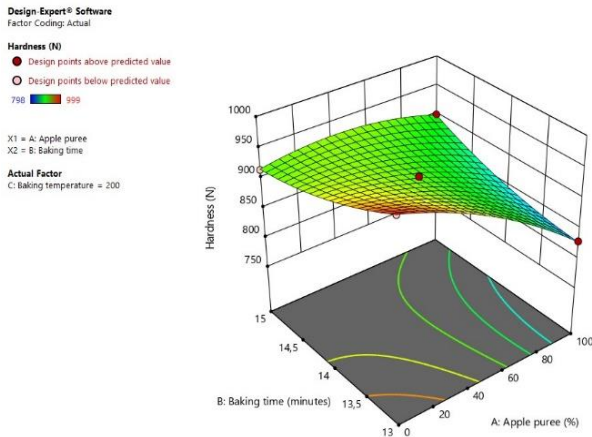 Design-Expert® Software
Factor Coding: Actual
Hardness (N)
Design points above predicted value
Design points below predicted value
798 999
X1 = A: Apple puree
X2 = B: Baking time
Actual Factor
C: Baking temperature = 200
1000
950
900
850
800
750
Hardness (N)
15
14,5
14
13,5
13
B: Baking time (minutes)
0
20
40
60
80
100
A: Apple puree (%)